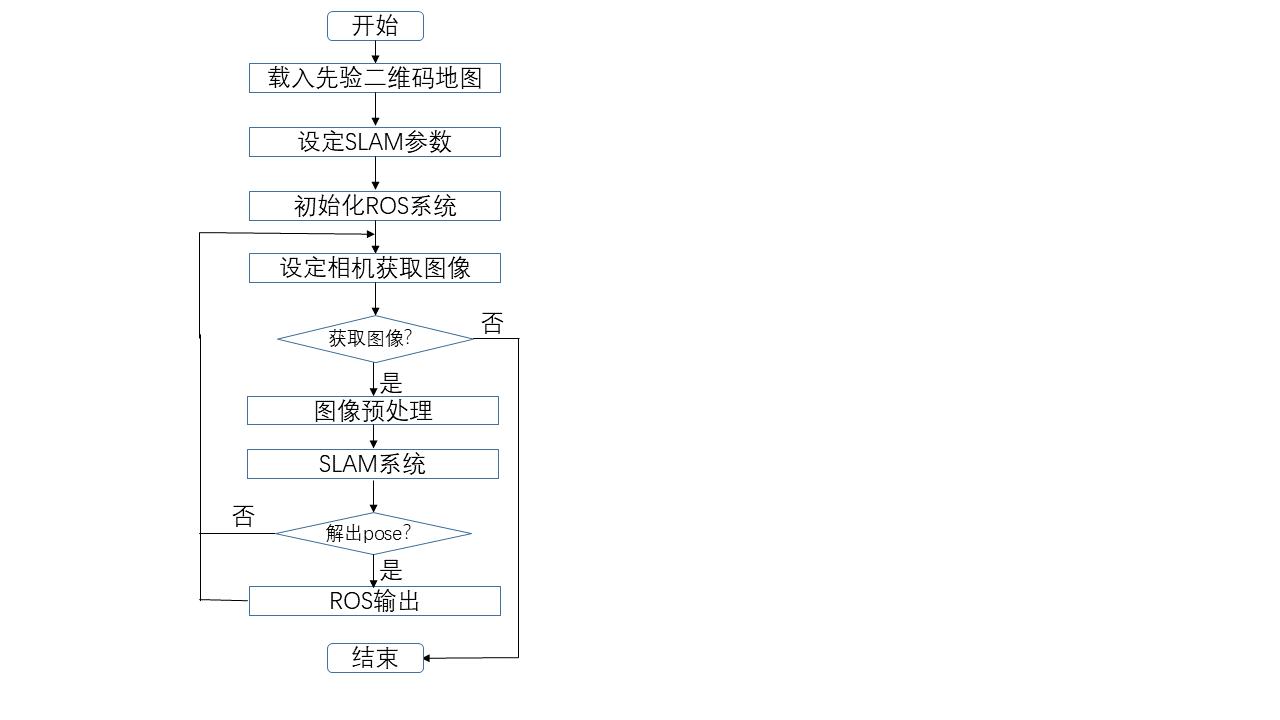 开始
载入先验二维码地图
设定SLAM参数
初始化ROS系统
设定相机获取图像
否
获取图像?
是
图像预处理
SLAM系统
否
解出pose?
是
ROS输出
结束